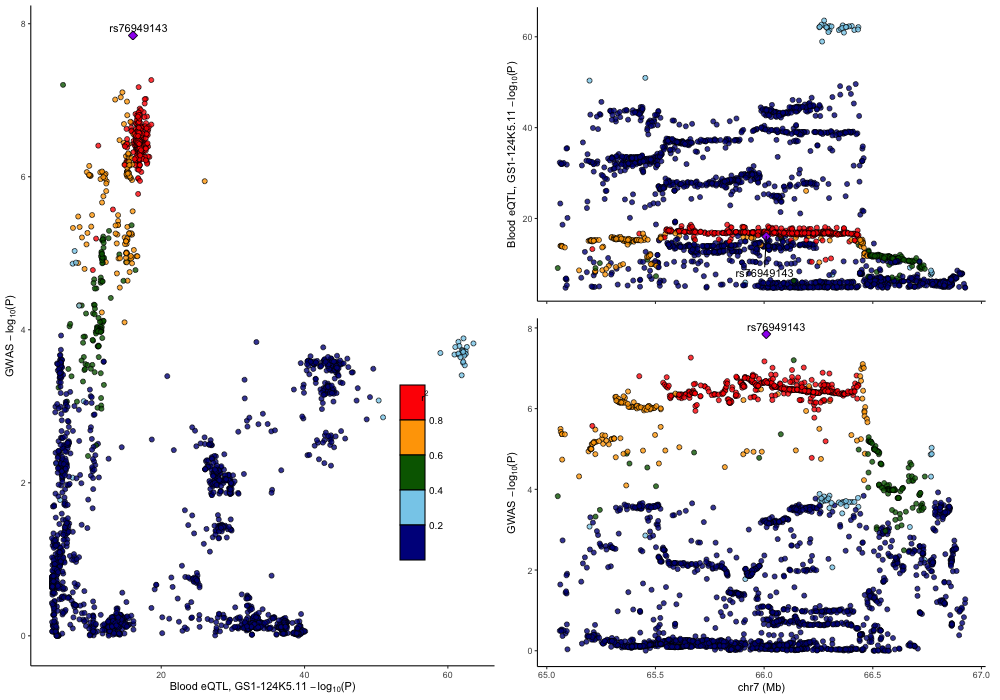 rs76949143
8
6
4
2
0
GWAS −log10(P)
20
40
60
Blood eQTL, GS1-124K5.11 −log10(P)
r2
0.8
0.6
0.4
0.2
60
40
20
Blood eQTL, GS1-124K5.11 −log10(P)
rs76949143
rs76949143
8
6
4
2
0
GWAS −log10(P)
65.0
65.5
66.0
66.5
67.0
chr7 (Mb)